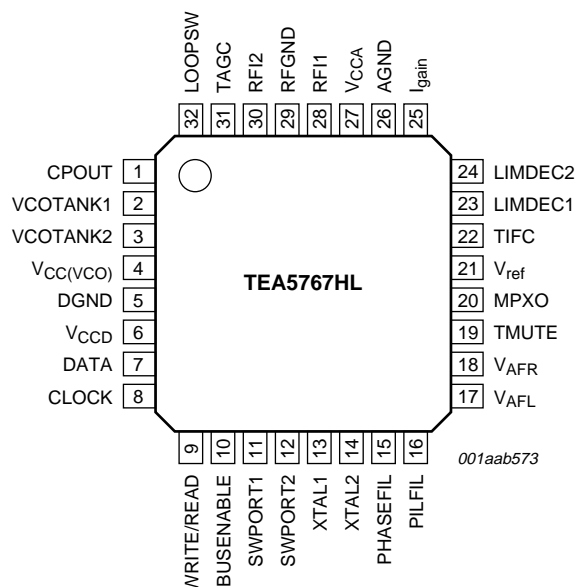 LOOPSW TAGC RFI2 RFGND RFI1 VCCA AGND Igain
32 31 30 29 28 27 26 25
CPOUT 1
VCOTANK1 2
VCOTANK2 3
VCC(VCO) 4
DGND 5
VCCD 6
DATA 7
CLOCK 8
TEA5767HL
24 LIMDEC2
23 LIMDEC1
22 TIFC
21 Vref
20 MPXO
19 TMUTE
18 VAFR
17 VAFL
9 10 11 12 13 14 15 16
WRITE/READ BUSENABLE SWPORT1 SWPORT2 XTAL1 XTAL2 PHASEFIL PILFIL
001aab573